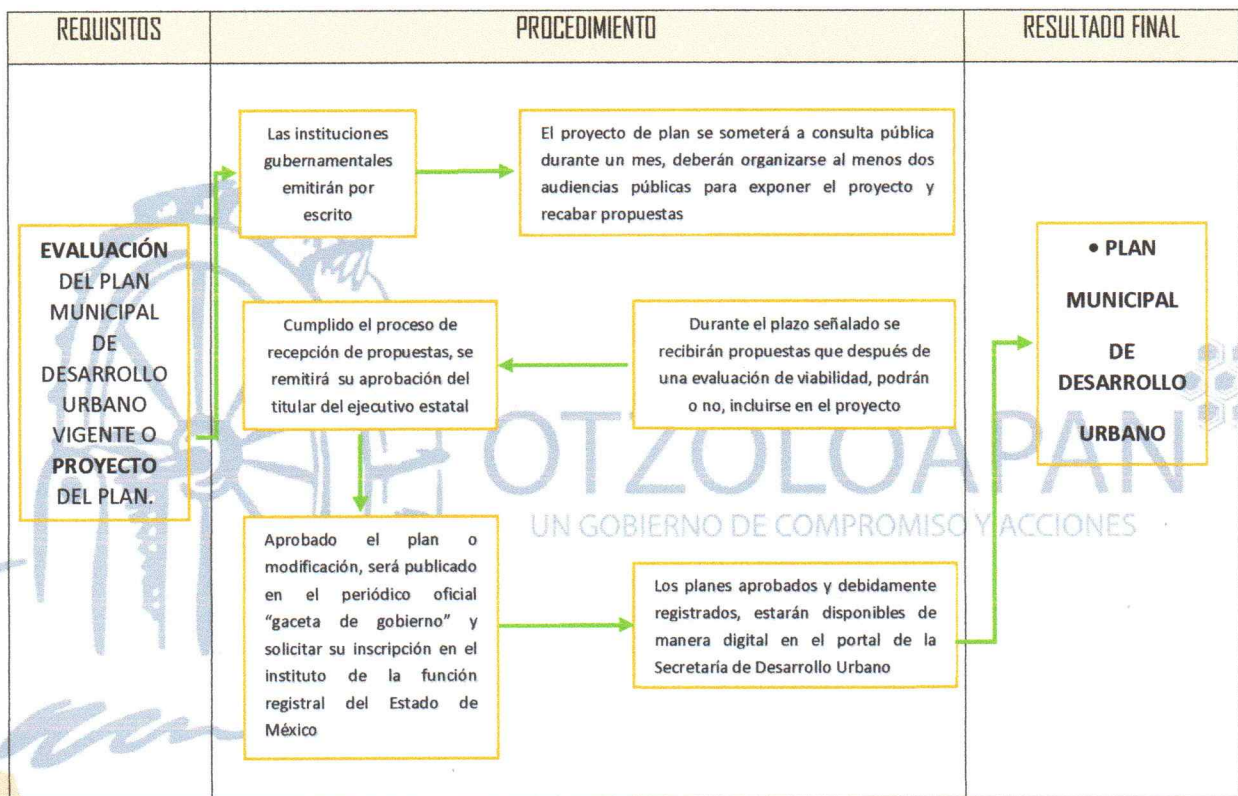 REQUISITOS
PROCEDIMIENTO
RESULTADO FINAL
EVALUACIÓN
DEL PLAN
MUNICIPAL
DE
DESARROLLO
URBANO
VIGENTE O
PROYECTO
DEL PLAN.
Las instituciones
gubernamentales
emitirán por
escrito
El proyecto de plan se someterá a consulta pública
durante un mes, deberán organizarse al menos dos
audiencias públicas para exponer el proyecto y
recabar propuestas
Durante el plazo señalado se
recibirán propuestas que después de
una evaluación de viabilidad, podrán
o no, incluirse en el proyecto
Cumplido el proceso de
recepción de propuestas, se
remitirá su aprobación del
titular del ejecutivo estatal
Aprobado el plan o
modificación, será publicado
en el periódico oficial
“gaceta de gobierno” y
solicitar su inscripción en el
instituto de la función
registral del Estado de
México
Los planes aprobados y debidamente
registrados, estarán disponibles de
manera digital en el portal de la
Secretaría de Desarrollo Urbano
• PLAN
MUNICIPAL
DE
DESARROLLO
URBANO
OTZOLOAPAN
UN GOBIERNO DE COMPROMISO Y ACCIONES